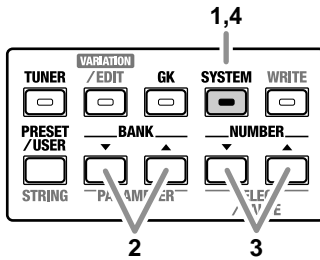 1,4
VARIATION
TUNER /EDIT GK SYSTEM WRITE
PRESET
/USER
BANK
NUMBER
STRING
2
3